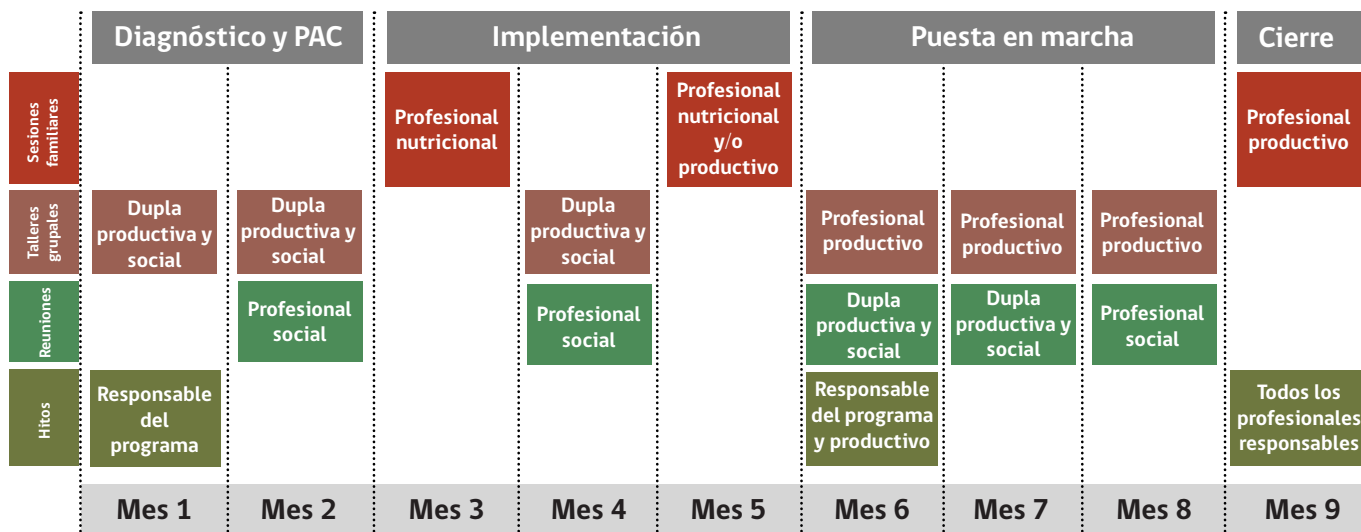 Diagnóstico y PAC
Implementación
Puesta en marcha
Cierre
Sesiones
familiares
Profesional
nutricional
Profesional
nutricional
y/o
productivo
Profesional
productivo
Talleres
grupales
Dupla
productiva y
social
Dupla
productiva y
social
Dupla
productiva y
social
Profesional
productivo
Profesional
productivo
Profesional
productivo
Reuniones
Profesional
social
Profesional
social
Dupla
productiva y
social
Dupla
productiva y
social
Profesional
social
Hitos
Responsable
del
programa
Responsable
del programa
y productivo
Todos los
profesionales
responsables
Mes 1
Mes 2
Mes 3
Mes 4
Mes 5
Mes 6
Mes 7
Mes 8
Mes 9